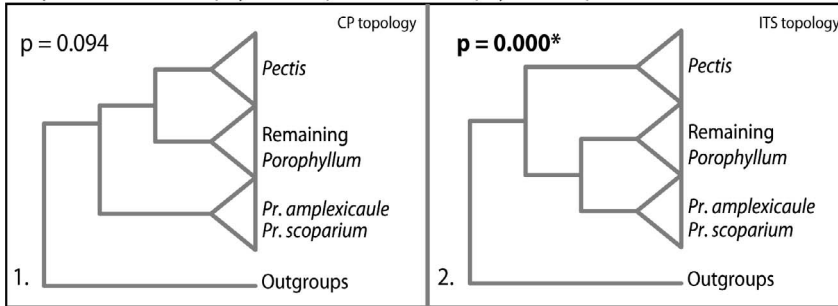 CP topology
p = 0.094
Pectis
Remaining
Porophyllum
Pr. amplexicaule
Pr. scoparium
1.
Outgroups
ITS topology
p = 0.000*
Pectis
Remaining
Porophyllum
Pr. amplexicaule
Pr. scoparium
2.
Outgroups